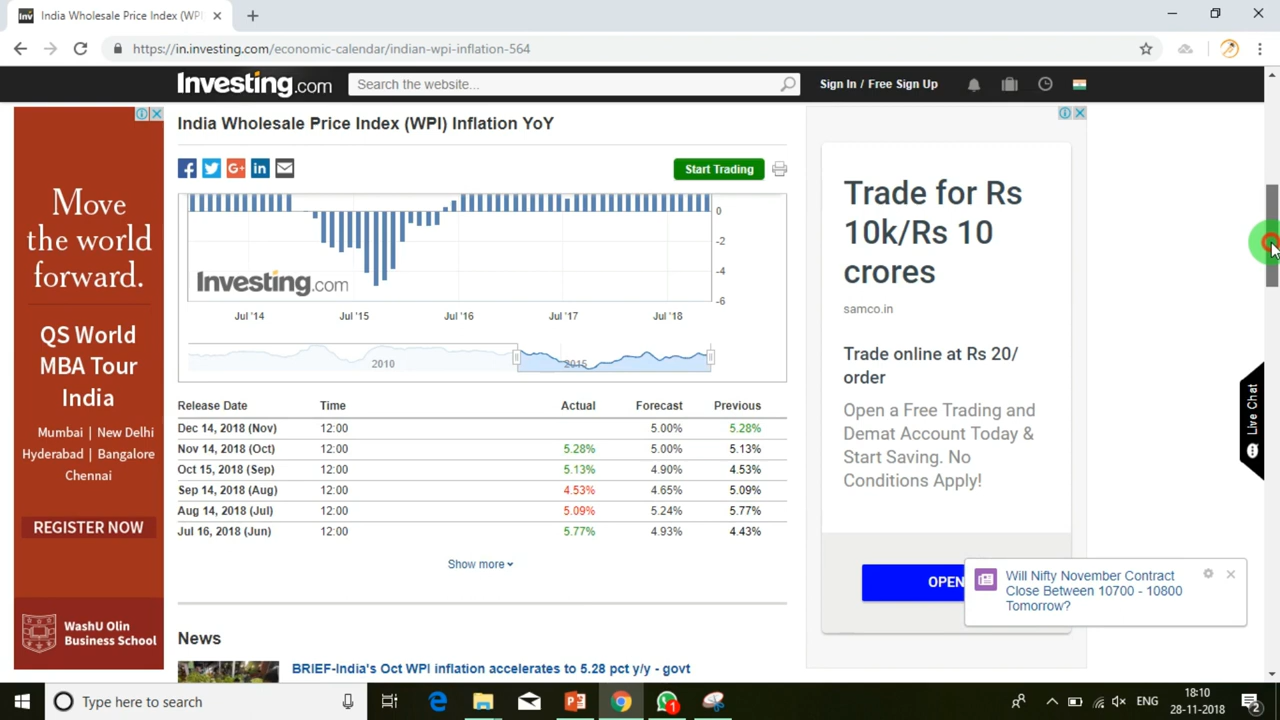 India Wholesale Price Index (WPI
https://in.investing.com/economic-calendar/indian-wpi-inflation-564
Investing.com
Search the website...
Sign In / Free Sign Up
India Wholesale Price Index (WPI) Inflation YoY
Start Trading
0
-2
-4
-6
Investing.com
Jul '14 Jul '15 Jul '16 Jul '17 Jul '18
2010 2015
Release Date Time Actual Forecast Previous
Dec 14, 2018 (Nov) 12:00 5.00% 5.28%
Nov 14, 2018 (Oct) 12:00 5.28% 5.00% 5.13%
Oct 15, 2018 (Sep) 12:00 5.13% 4.90% 4.53%
Sep 14, 2018 (Aug) 12:00 4.53% 4.65% 5.09%
Aug 14, 2018 (Jul) 12:00 5.09% 5.24% 5.77%
Jul 16, 2018 (Jun) 12:00 5.77% 4.93% 4.43%
Show more
News
BRIEF-India's Oct WPI inflation accelerates to 5.28 pct y/y - govt
Move
the world
forward.
QS World
MBA Tour
India
Mumbai | New Delhi
Hyderabad | Bangalore
Chennai
REGISTER NOW
WashU Olin
Business School
Trade for Rs
10k/Rs 10
crores
samco.in
Trade online at Rs 20/
order
Open a Free Trading and
Demat Account Today &
Start Saving. No
Conditions Apply!
OPEN
Live Chat
Will Nifty November Contract
Close Between 10700 - 10800
Tomorrow?
Type here to search
1
ENG
18:10
28-11-2018
2